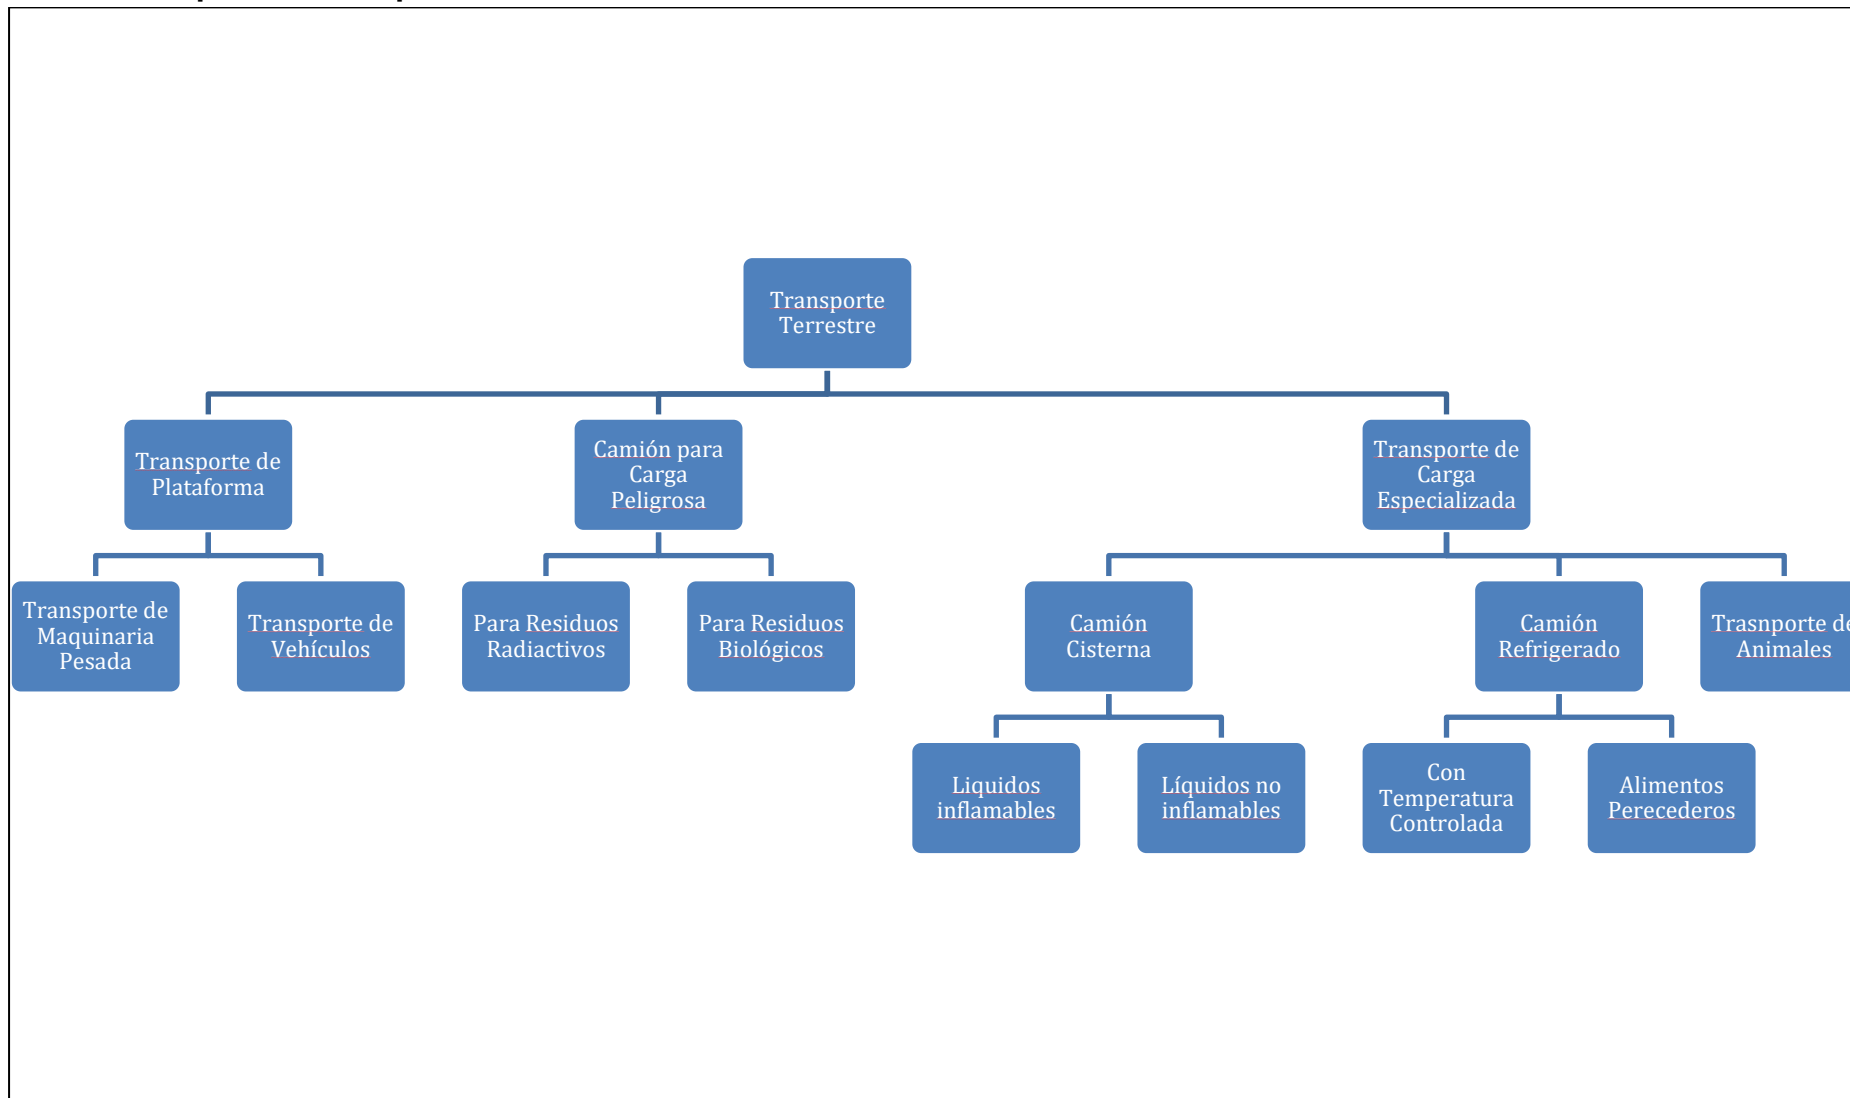 Transporte
Terrestre
Transporte de
Plataforma
Camión para
Carga
Peligrosa
Transporte de
Carga
Especializada
Transporte de
Maquinaria
Pesada
Transporte de
Vehículos
Para Residuos
Radiactivos
Para Residuos
Biológicos
Camión
Cisterna
Camión
Refrigerado
Trasnporte de
Animales
Liquidos
inflamables
Líquidos no
inflamables
Con
Temperatura
Controlada
Alimentos
Perecederos